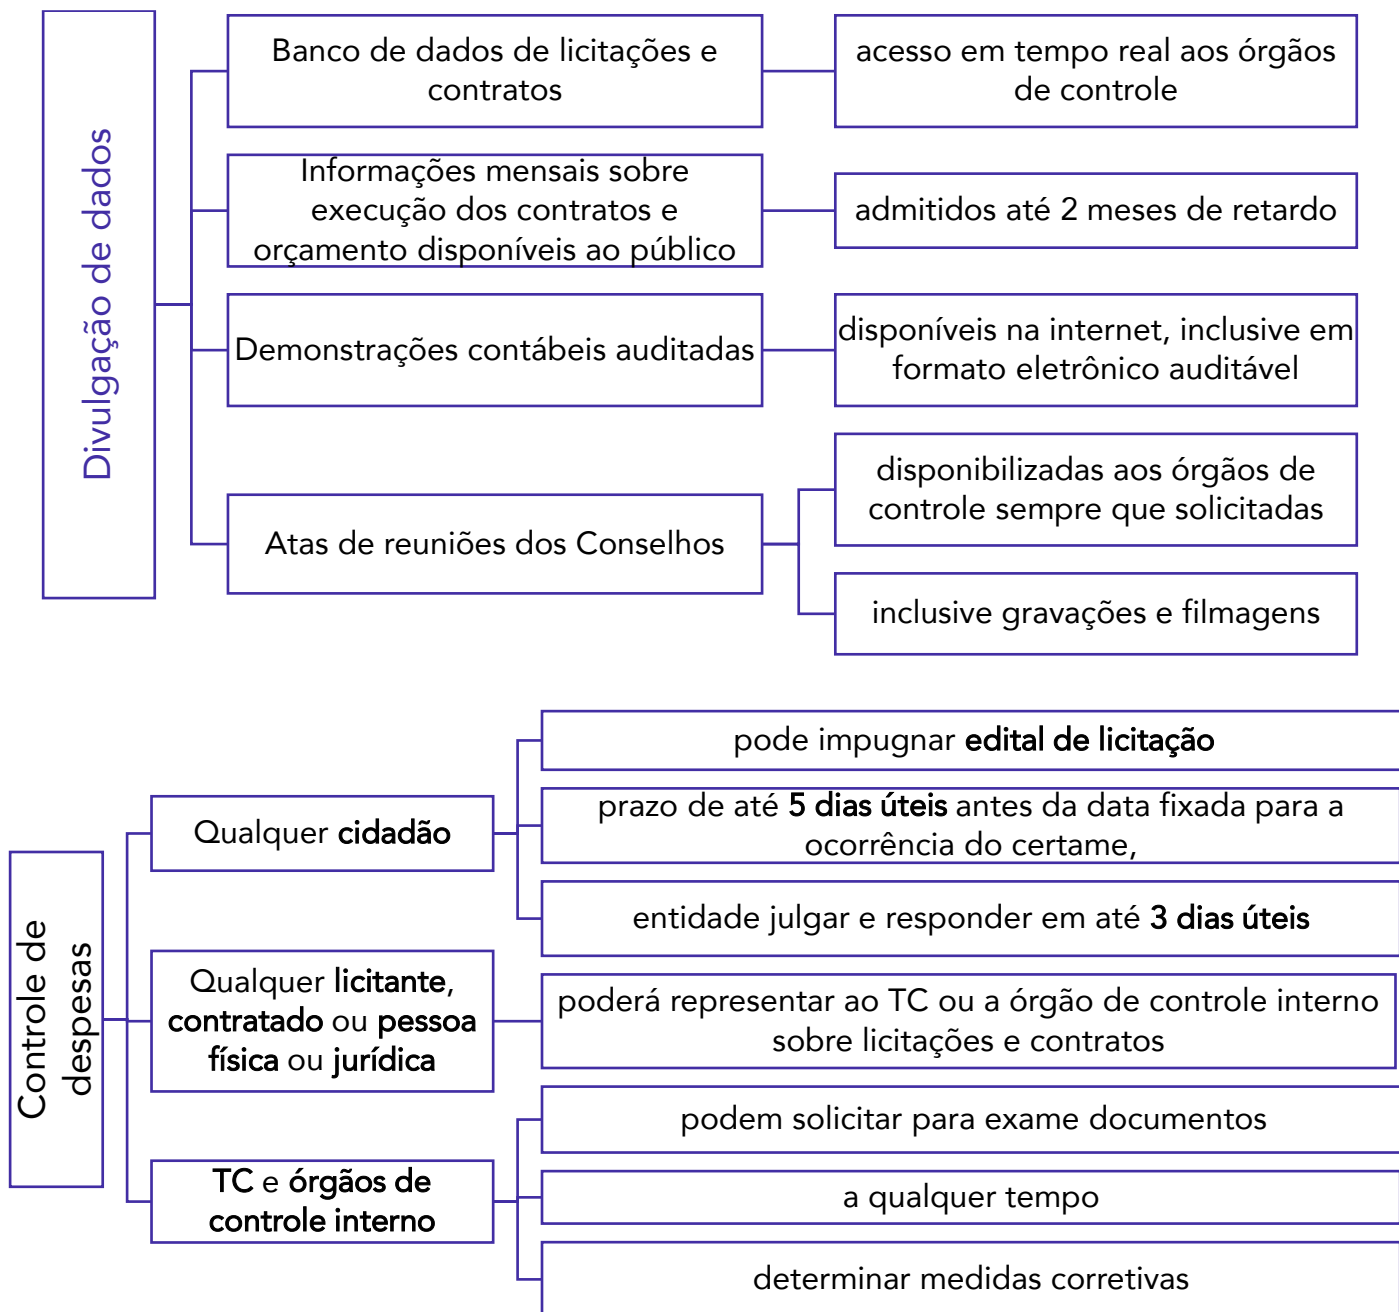 Divulgação de dados
Banco de dados de licitações e
contratos
acesso em tempo real aos órgãos
de controle
Informações mensais sobre
execução dos contratos e
orçamento disponíveis ao público
admitidos até 2 meses de retardo
Demonstrações contábeis auditadas
disponíveis na internet, inclusive em
formato eletrônico auditável
Atas de reuniões dos Conselhos
disponibilizadas aos órgãos de
controle sempre que solicitadas
inclusive gravações e filmagens
Controle de
despesas
Qualquer cidadão
pode impugnar edital de licitação
prazo de até 5 dias úteis antes da data fixada para a
ocorrência do certame,
entidade julgar e responder em até 3 dias úteis
Qualquer licitante,
contratado ou pessoa
física ou jurídica
poderá representar ao TC ou a órgão de controle interno
sobre licitações e contratos
TC e órgãos de
controle interno
podem solicitar para exame documentos
a qualquer tempo
determinar medidas corretivas